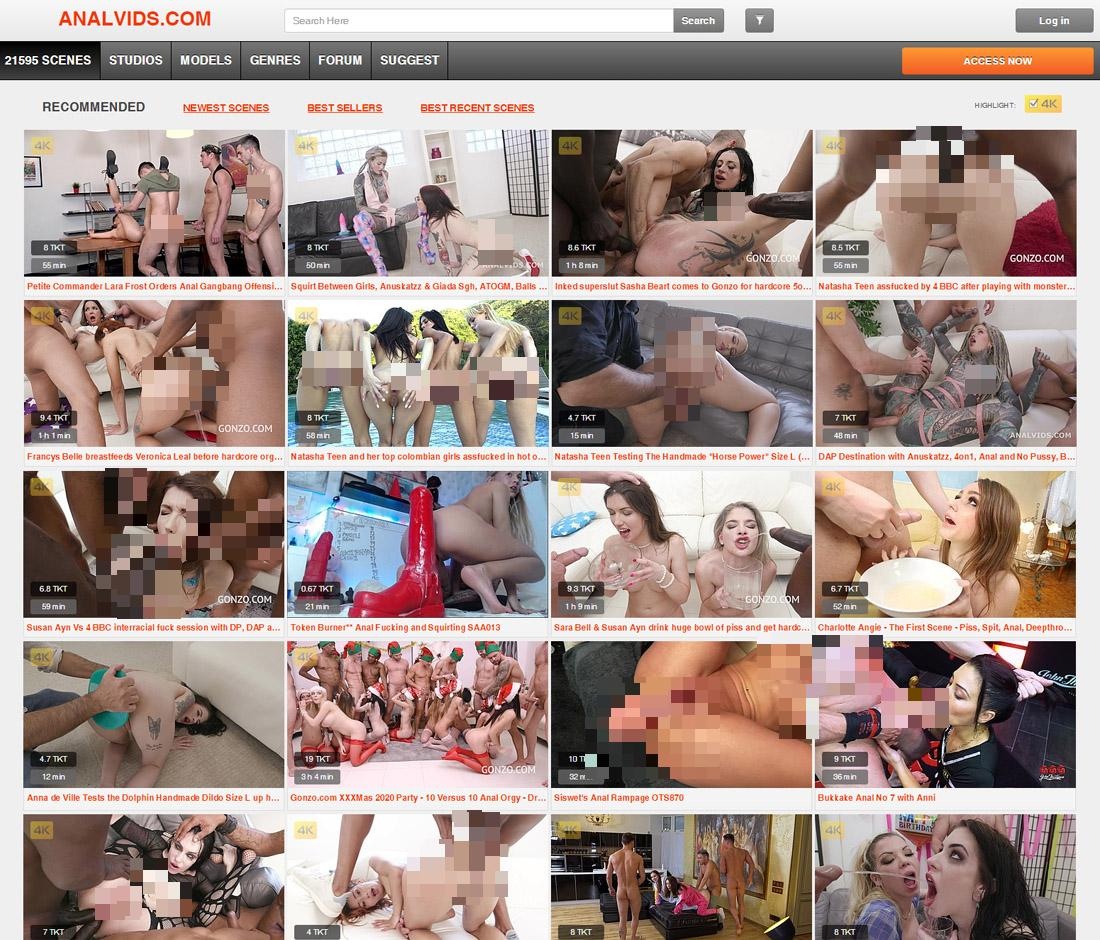 ANALVIDS.COM
Search Here
Search
Log in
21595 SCENES STUDIOS MODELS GENRES FORUM SUGGEST
ACCESS NOW
RECOMMENDED NEWEST SCENES BEST SELLERS BEST RECENT SCENES
HIGHLIGHT: 4K
4K 4K 4K 4K
8 TKT 8 TKT 8.6 TKT 8.5 TKT
55 min 50 min 1 h 8 min 55 min
ANALVIDS.COM GONZO.COM GONZO.COM
Petite Commander Lara Frost Orders Anal Gangbang Offensi...
Squirt Between Girls, Anuskatzz & Giada Sgh, ATOGM, Balls ...
Inked superslut Sasha Beart comes to Gonzo for hardcore 5o...
Natasha Teen assfucked by 4 BBC after playing with monster...
4K 4K 4K 4K
9.4 TKT 8 TKT 4.7 TKT 7 TKT
1 h 1 min 58 min 15 min 48 min
GONZO.COM ANALVIDS.COM
Francys Belle breastfeeds Veronica Leal before hardcore org...
Natasha Teen and her top colombian girls assfucked in hot o...
Natasha Teen Testing The Handmade "Horse Power" Size L (...
DAP Destination with Anuskatzz, 4on1, Anal and No Pussy, B...
4K 4K 4K
6.8 TKT 0.67 TKT 9.3 TKT 6.7 TKT
59 min 21 min 1 h 9 min 52 min
GONZO.COM GONZO.COM
Susan Ayn Vs 4 BBC interracial fuck session with DP, DAP a...
Token Burner** Anal Fucking and Squirting SAA013
Sara Bell & Susan Ayn drink huge bowl of piss and get hardc...
Charlotte Angie - The First Scene - Piss, Spit, Anal, Deepthro...
4K 4K
4.7 TKT 19 TKT 9 TKT
12 min 3 h 4 min 36 min
GONZO.COM
Anna de Ville Tests the Dolphin Handmade Dildo Size L up h...
Gonzo.com XXXMas 2020 Party - 10 Versus 10 Anal Orgy - Dr...
Siswet's Anal Rampage OTS870
Bukkake Anal No 7 with Anni
4K 4K 4K 4K
7 TKT 4 TKT 8 TKT 8 TKT